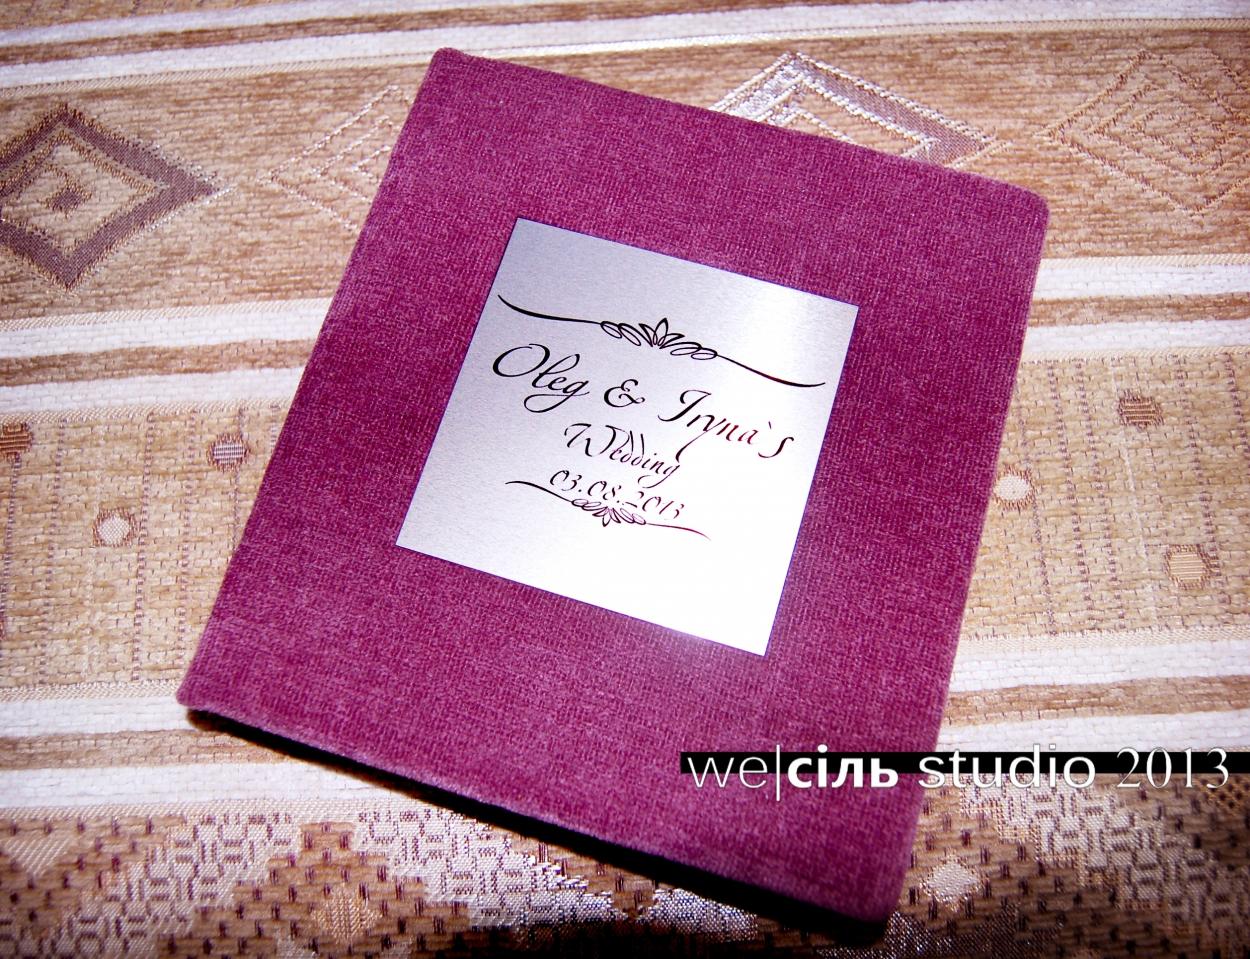 Oleg & Iryna`s
Wedding
03.08.2013
we|сіль studio 2013